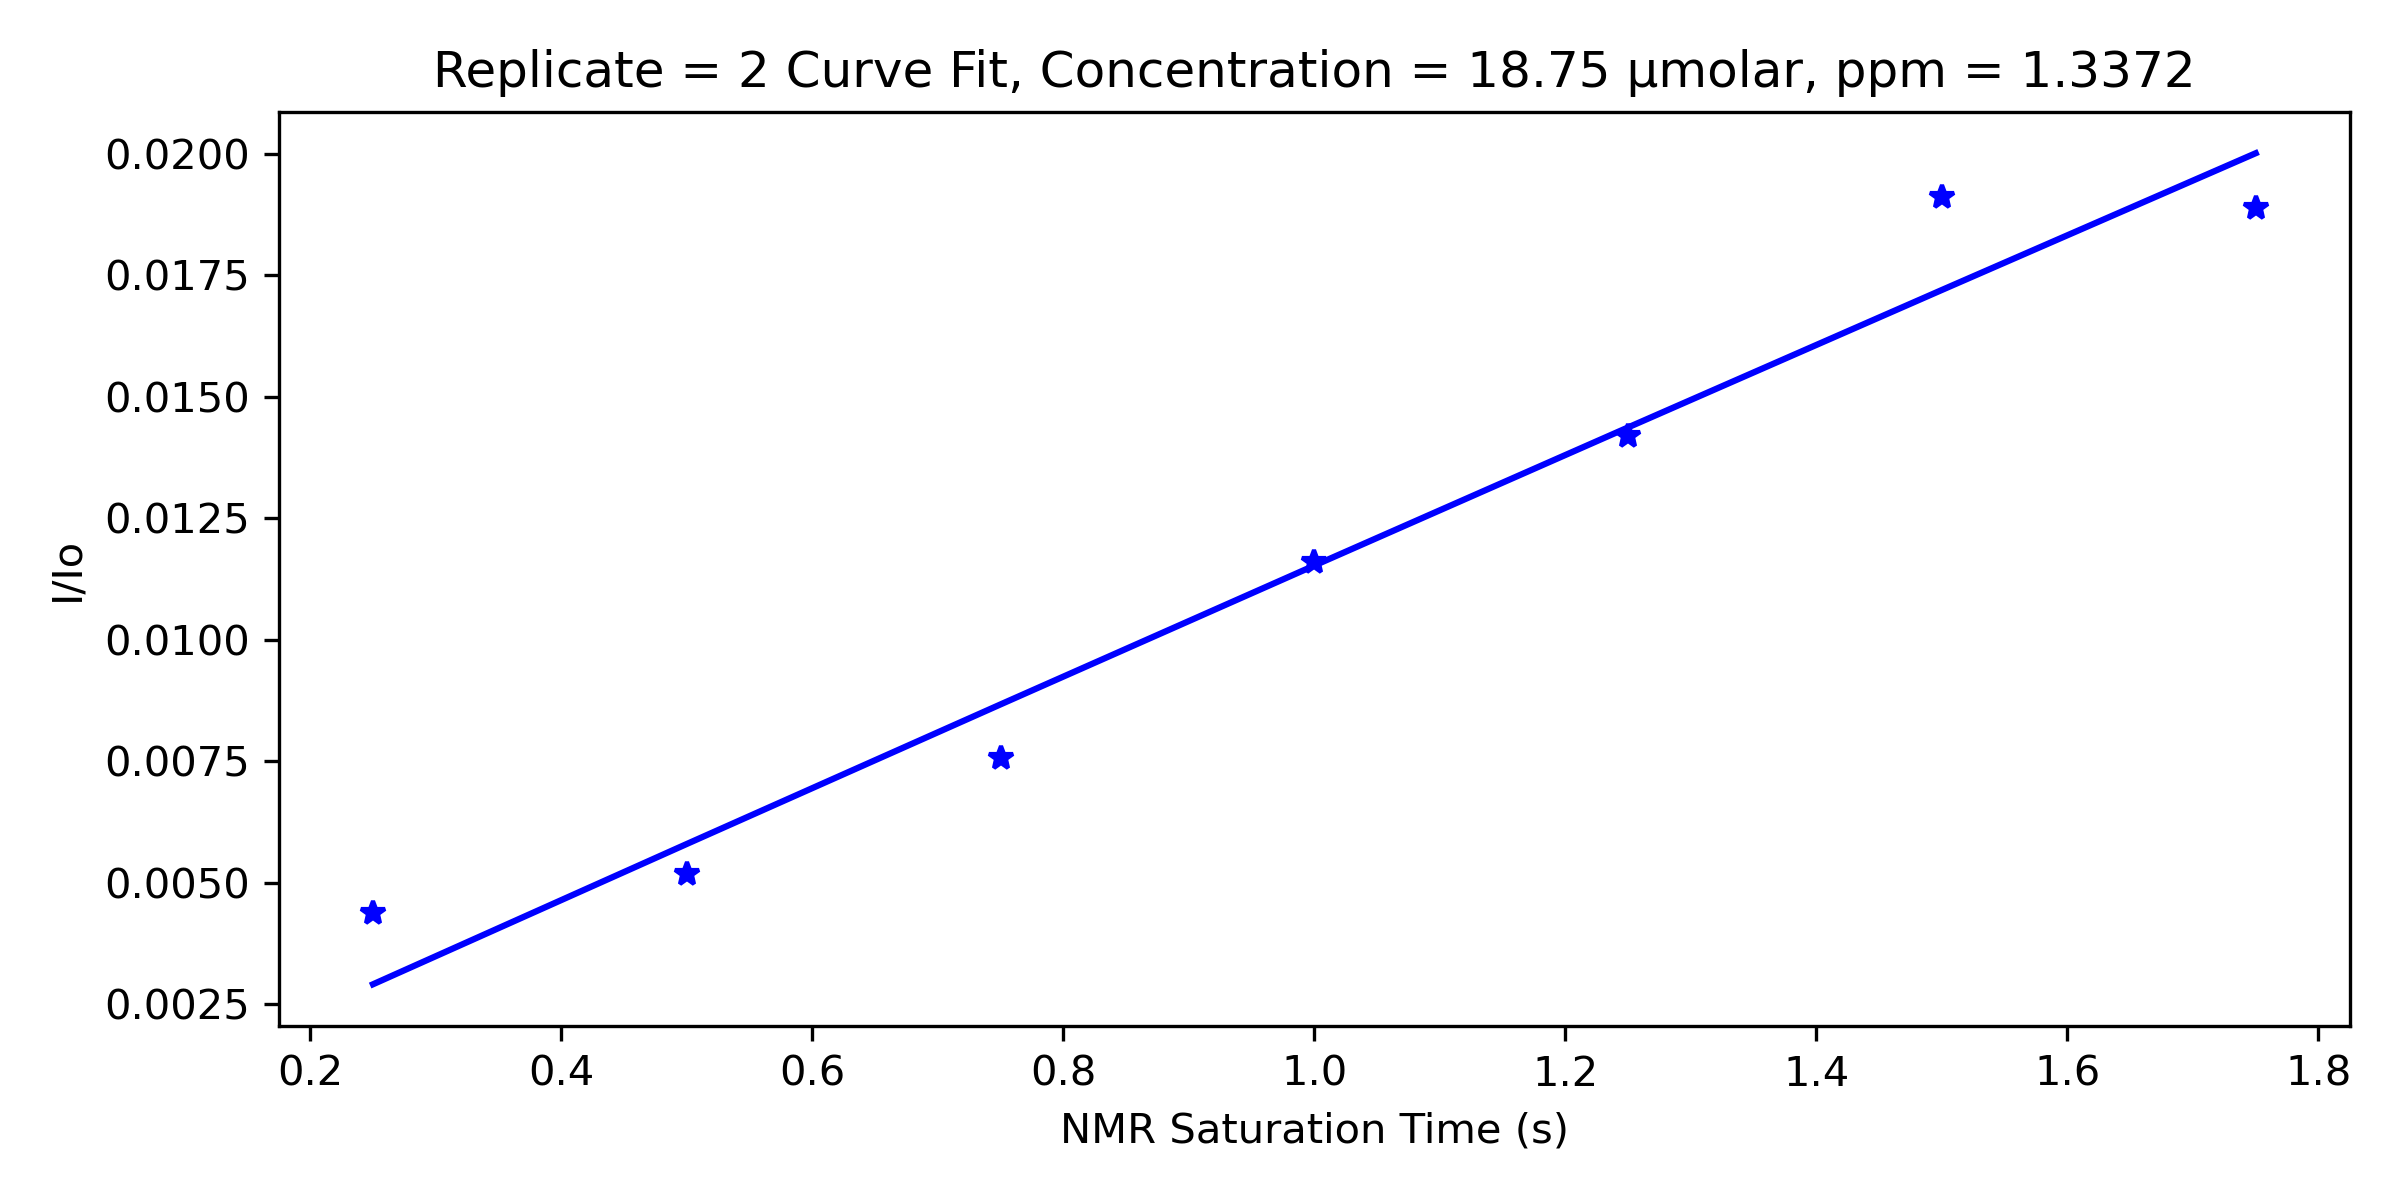 Replicate = 2 Curve Fit, Concentration = 18.75 µmolar, ppm = 1.3372
0.0200
0.0175
0.0150
0.0125
0.0100
0.0075
0.0050
0.0025
I/Io
0.2 0.4 0.6 0.8 1.0 1.2 1.4 1.6 1.8
NMR Saturation Time (s)